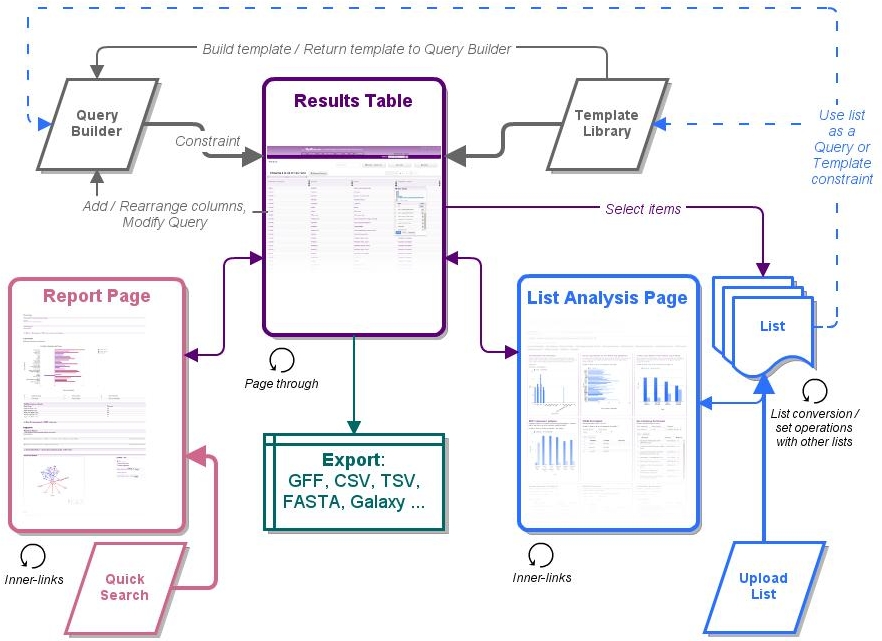 Build template / Return template to Query Builder
Results Table
Query
Builder
Template
Library
Use list
as a
Query or
Template
constraint
Constraint
Add / Rearrange columns,
Modify Query
Select items
Report Page
List Analysis Page
List
Page through
List conversion /
set operations
with other lists
Export:
GFF, CSV, TSV,
FASTA, Galaxy ...
Inner-links
Quick
Search
Inner-links
Upload
List